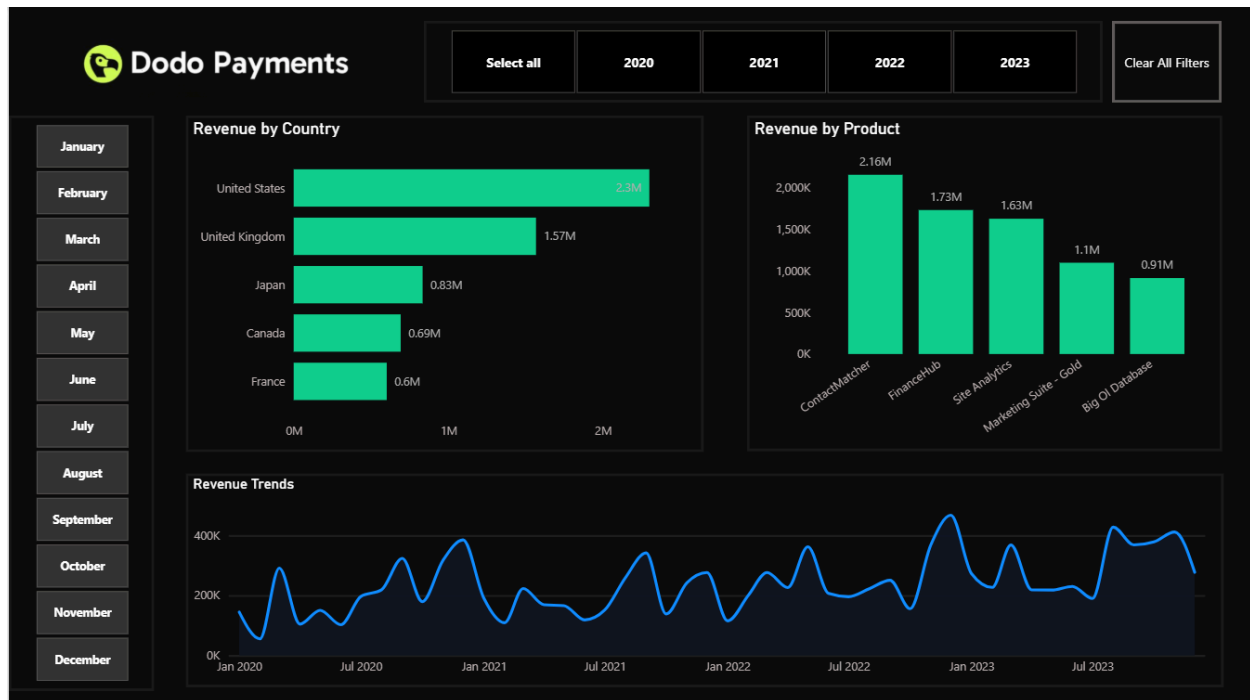 Dodo Payments
Select all
2020
2021
2022
2023
Clear All Filters
January
February
March
April
May
June
July
August
September
October
November
December
Revenue by Country
United States
2.3M
United Kingdom
1.57M
Japan
0.83M
Canada
0.69M
France
0.6M
0M 1M 2M
Revenue by Product
2,000K
1,500K
1,000K
500K
0K
2.16M
1.73M
1.63M
1.1M
0.91M
ContactMatcher
FinanceHub
Site Analytics
Marketing Suite - Gold
Big Ol Database
Revenue Trends
400K
200K
0K
Jan 2020 Jul 2020 Jan 2021 Jul 2021 Jan 2022 Jul 2022 Jan 2023 Jul 2023